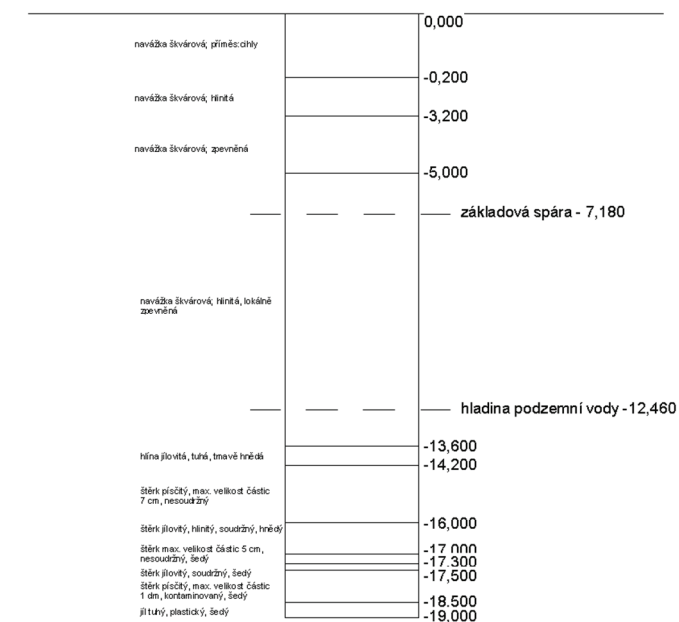 0,000
navážka škvárová; příměs:cihly
-0,200
navážka škvárová; hlinitá
-3,200
navážka škvárová; zpevněná
-5,000
základová spára - 7,180
navážka škvárová; hlinitá, lokálně
zpevněná
hladina podzemní vody -12,460
-13,600
hlína jílovitá, tuhá, tmavě hnědá
-14,200
štěrk písčitý, max. velikost částic
7 cm, nesoudržný
-16,000
štěrk jílovitý, hlinitý, soudržný, hnědý
štěrk max. velikost částic 5 cm,
nesoudržný, šedý
-17,000
-17,300
štěrk jílovitý, soudržný, šedý
-17,500
štěrk písčitý, max. velikost částic
1 dm, kontaminovaný, šedý
-18,500
jíl tuhý, plastický, šedý
-19,000